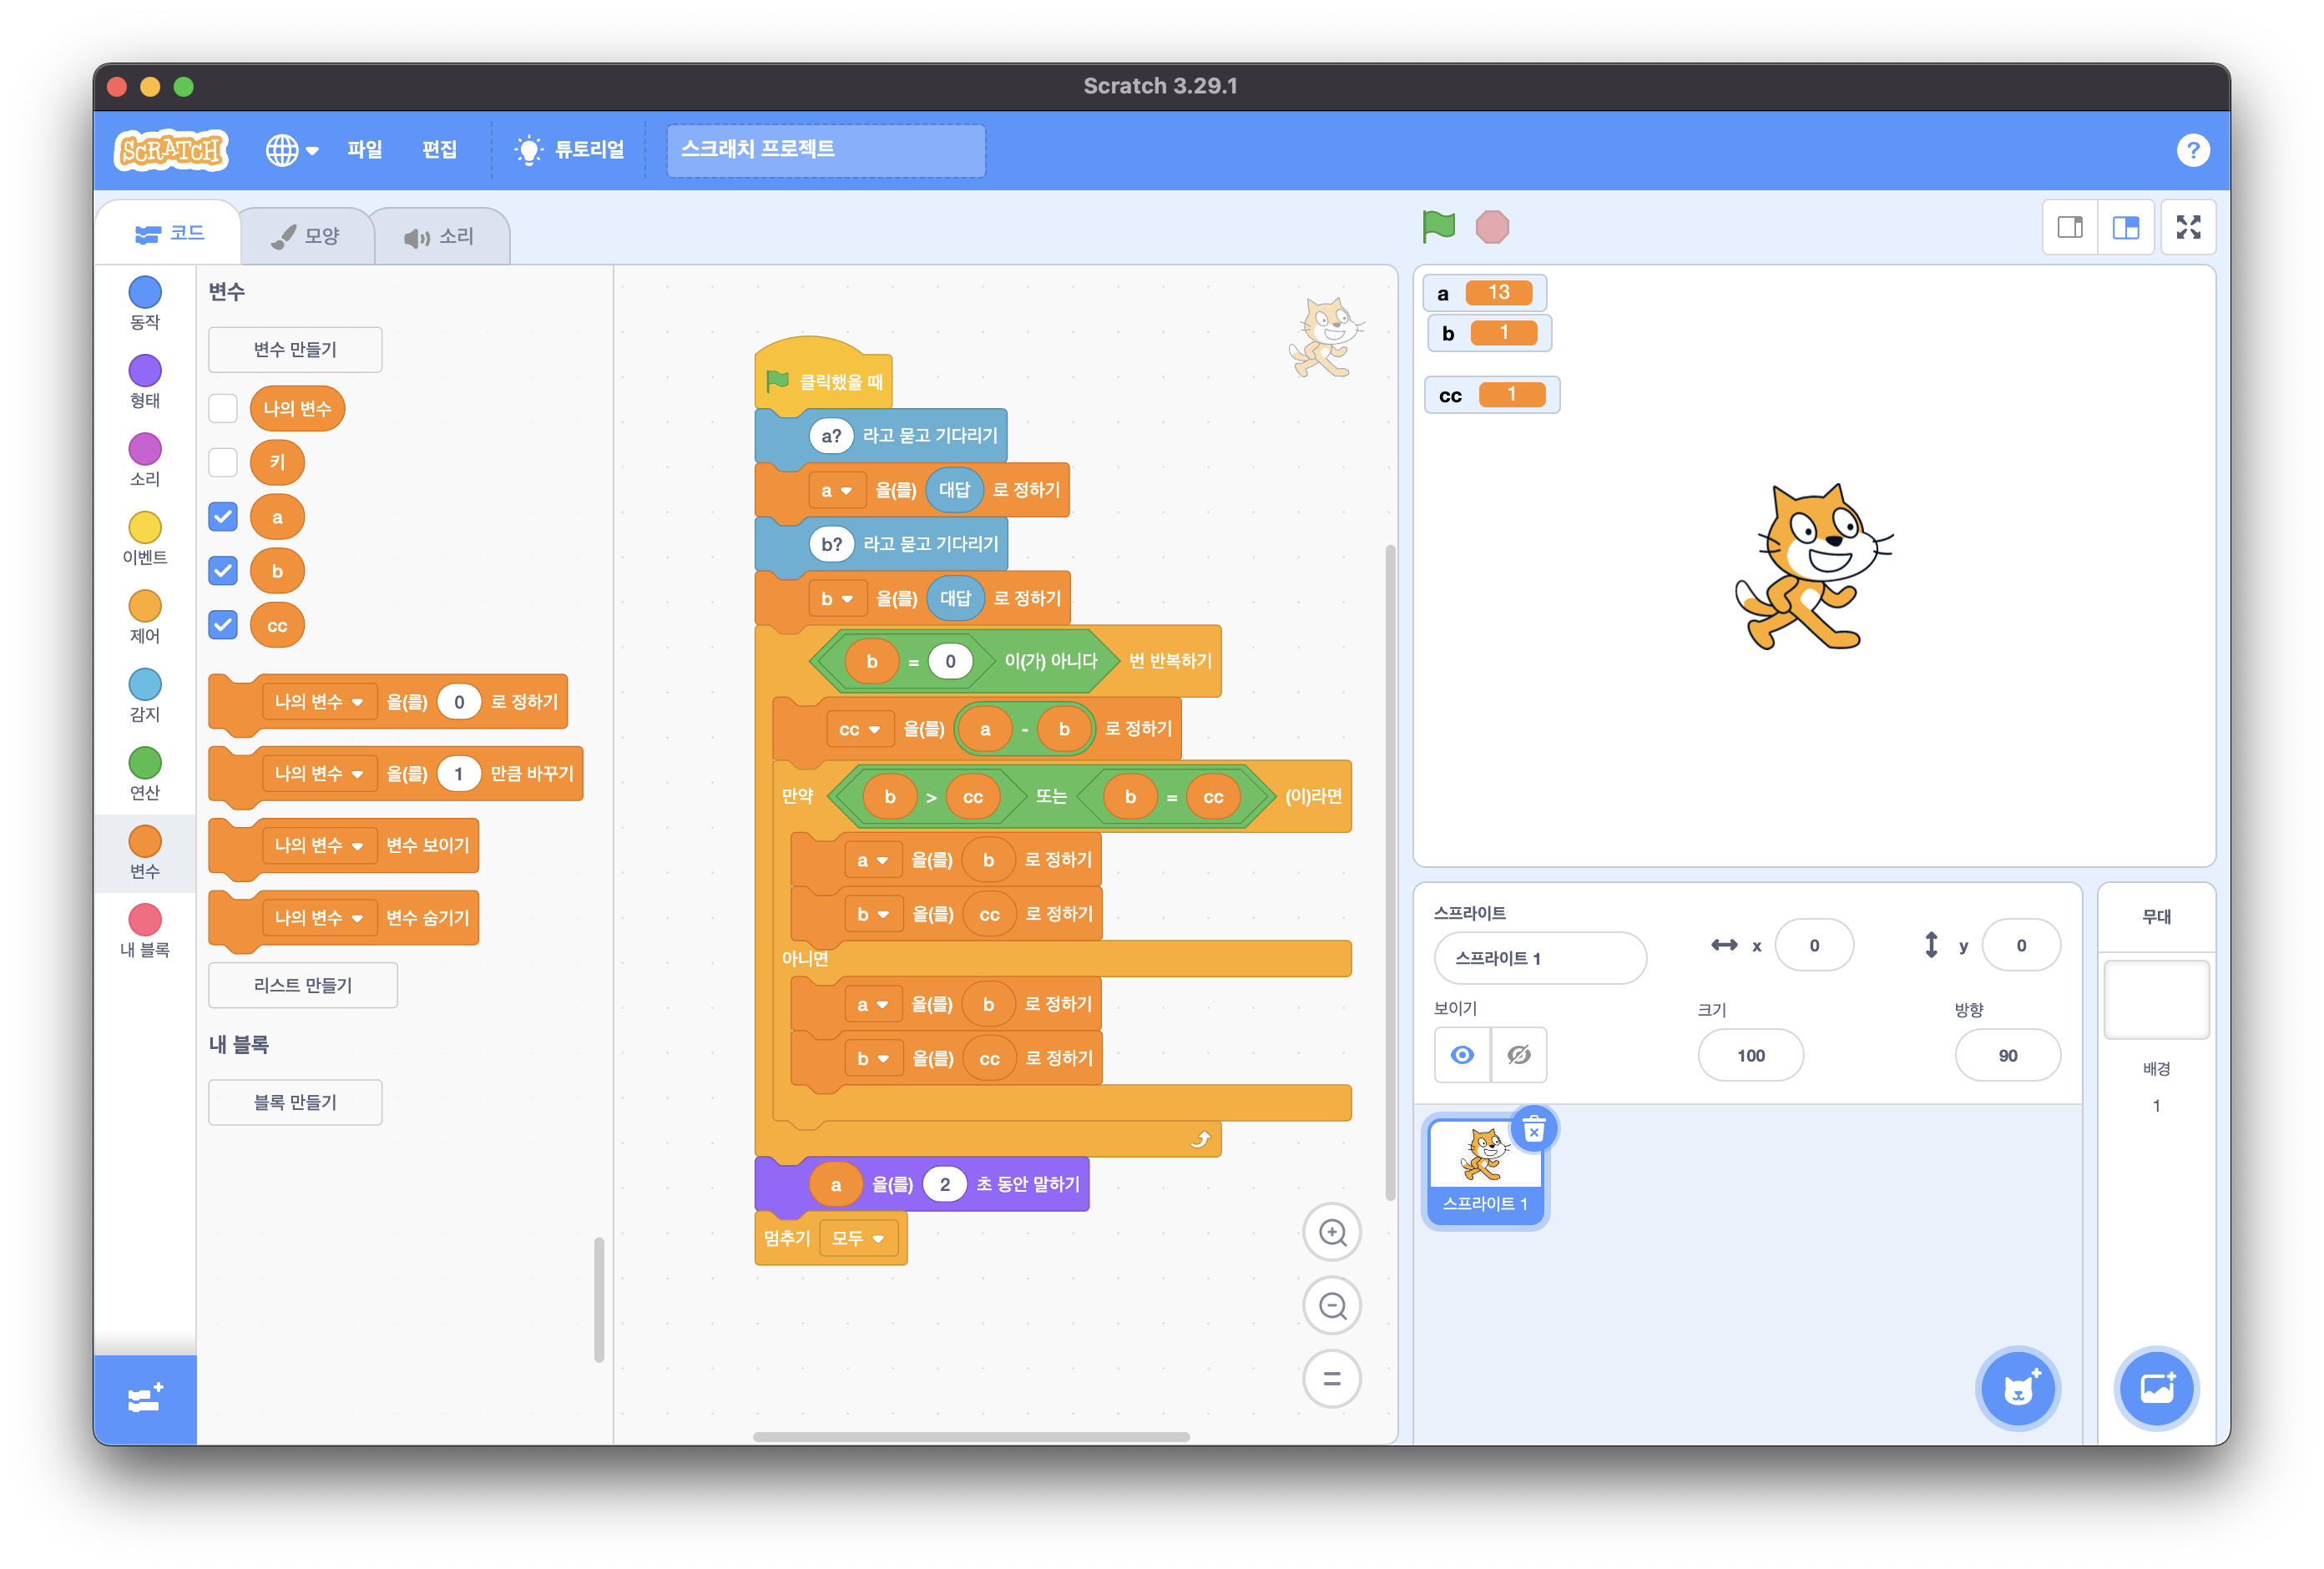 Scratch 3.29.1
SCRATCH
파일
편집
튜토리얼
스크래치 프로젝트
?
코드
모양
소리
동작
형태
소리
이벤트
제어
감지
연산
변수
내 블록
변수
변수 만들기
나의 변수
키
a
b
cc
나의 변수 을(를) 0 로 정하기
나의 변수 을(를) 1 만큼 바꾸기
나의 변수 변수 보이기
나의 변수 변수 숨기기
리스트 만들기
내 블록
블록 만들기
클릭했을 때
a? 라고 묻고 기다리기
a 을(를) 대답 로 정하기
b? 라고 묻고 기다리기
b 을(를) 대답 로 정하기
b = 0 이(가) 아니다 번 반복하기
cc 을(를) a - b 로 정하기
만약 b > cc 또는 b = cc (이)라면
a 을(를) b 로 정하기
b 을(를) cc 로 정하기
아니면
a 을(를) b 로 정하기
b 을(를) cc 로 정하기
a 을(를) 2 초 동안 말하기
멈추기 모두
a 13
b 1
cc 1
스프라이트
스프라이트 1
x 0
y 0
보이기
크기
100
방향
90
스프라이트 1
무대
배경
1